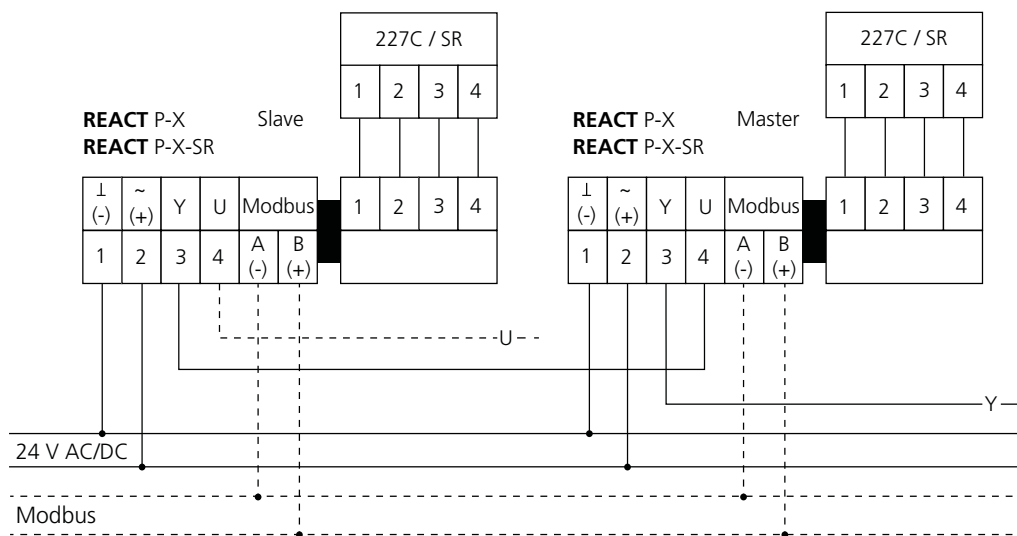 227C / SR
227C / SR
1 2 3 4
1 2 3 4
REACT P-X Slave
REACT P-X Master
REACT P-X-SR
REACT P-X-SR
⊥ ~ Y U Modbus
(-) (+)
1 2 3 4
⊥ ~ Y U Modbus
(-) (+)
1 2 3 4
1 2 3 4 A B
(-) (+)
1 2 3 4 A B
(-) (+)
U
Y
24 V AC/DC
Modbus